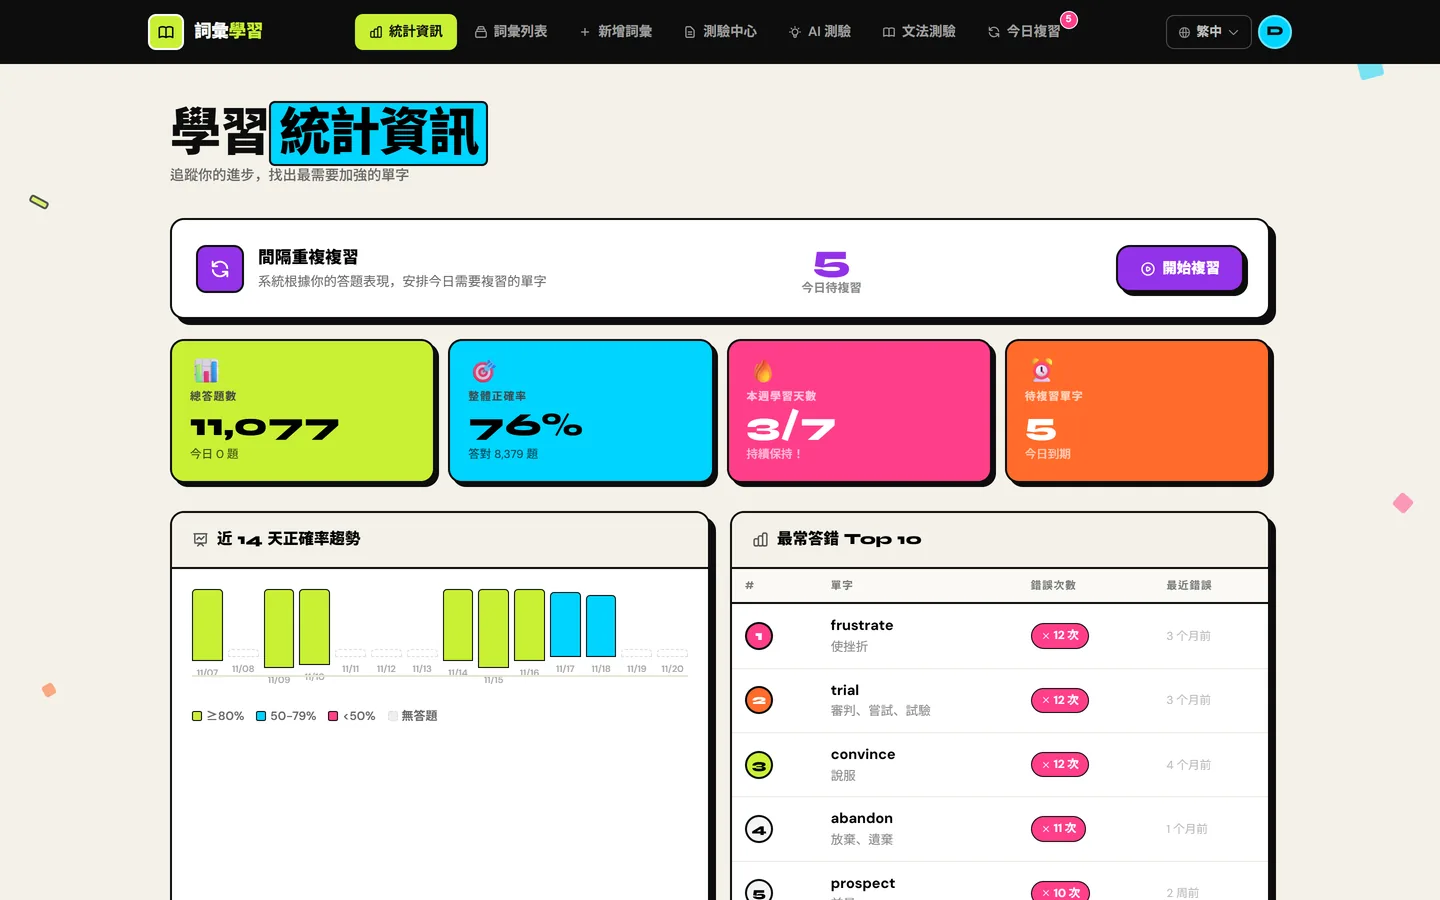 詞彙學習
統計資訊
詞彙列表
+ 新增詞彙
測驗中心
AI 測驗
文法測驗
今日複習
5
繁中
D
學習統計資訊
追蹤你的進步，找出最需要加強的單字
間隔重複複習
系統根據你的答題表現，安排今日需要複習的單字
5
今日待複習
開始複習
總答題數
11,077
今日 0 題
整體正確率
76%
答對 8,379 題
本週學習天數
3/7
持續保持！
待複習單字
5
今日到期
近 14 天正確率趨勢
11/07
11/08
11/09
11/10
11/11
11/12
11/13
11/14
11/15
11/16
11/17
11/18
11/19
11/20
≥80%
50-79%
<50%
無答題
最常答錯 Top 10
# 單字 錯誤次數 最近錯誤
1 frustrate × 12 次 3 個月前
使挫折
2 trial × 12 次 3 個月前
審判、嘗試、試驗
3 convince × 12 次 4 個月前
說服
4 abandon × 11 次 1 個月前
放棄、遺棄
5 prospect × 10 次 2 周前